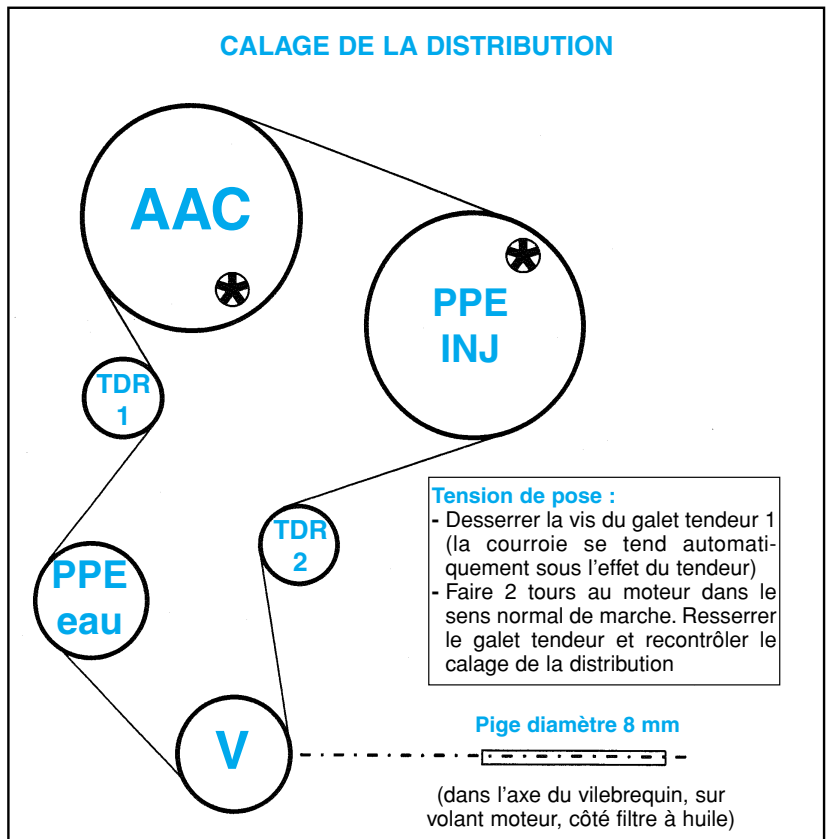 CALAGE DE LA DISTRIBUTION
AAC
PPE
INJ
TDR
1
Tension de pose :
- Desserrer la vis du galet tendeur 1
(la courroie se tend automati-
quement sous l'effet du tendeur)
- Faire 2 tours au moteur dans le
sens normal de marche. Resserrer
le galet tendeur et recontrôler le
calage de la distribution
TDR
2
PPE
eau
V
Pige diamètre 8 mm
(dans l'axe du vilebrequin, sur
volant moteur, côté filtre à huile)